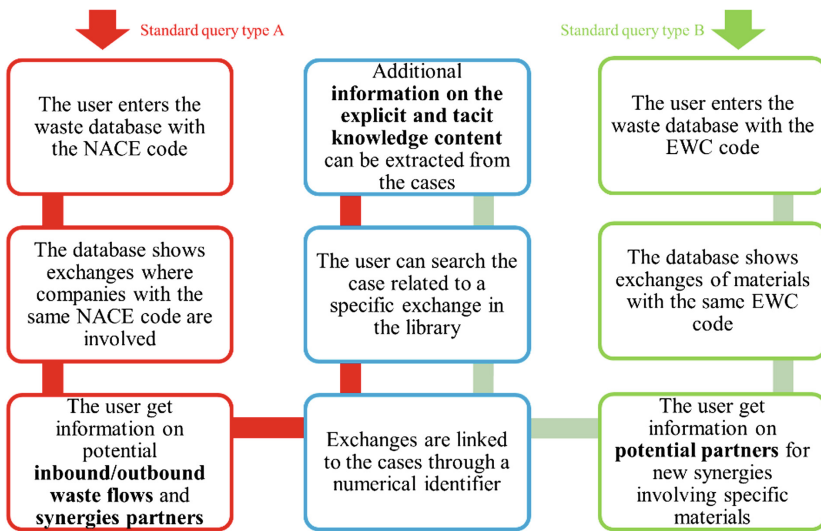 Standard query type A
The user enters the
waste database with
the NACE code
The database shows
exchanges where
companies with the
same NACE code are
involved
The user get
information on
potential
inbound/outbound
waste flows and
synergies partners
Additional
information on the
explicit and tacit
knowledge content
can be extracted from
the cases
The user can search the
case related to a
specific exchange in
the library
Exchanges are linked
to the cases through a
numerical identifier
Standard query type B
The user enters the
waste database with the
EWC code
The database shows
exchanges of materials
with the same EWC
code
The user get
information on
potential partners for
new synergies
involving specific
materials